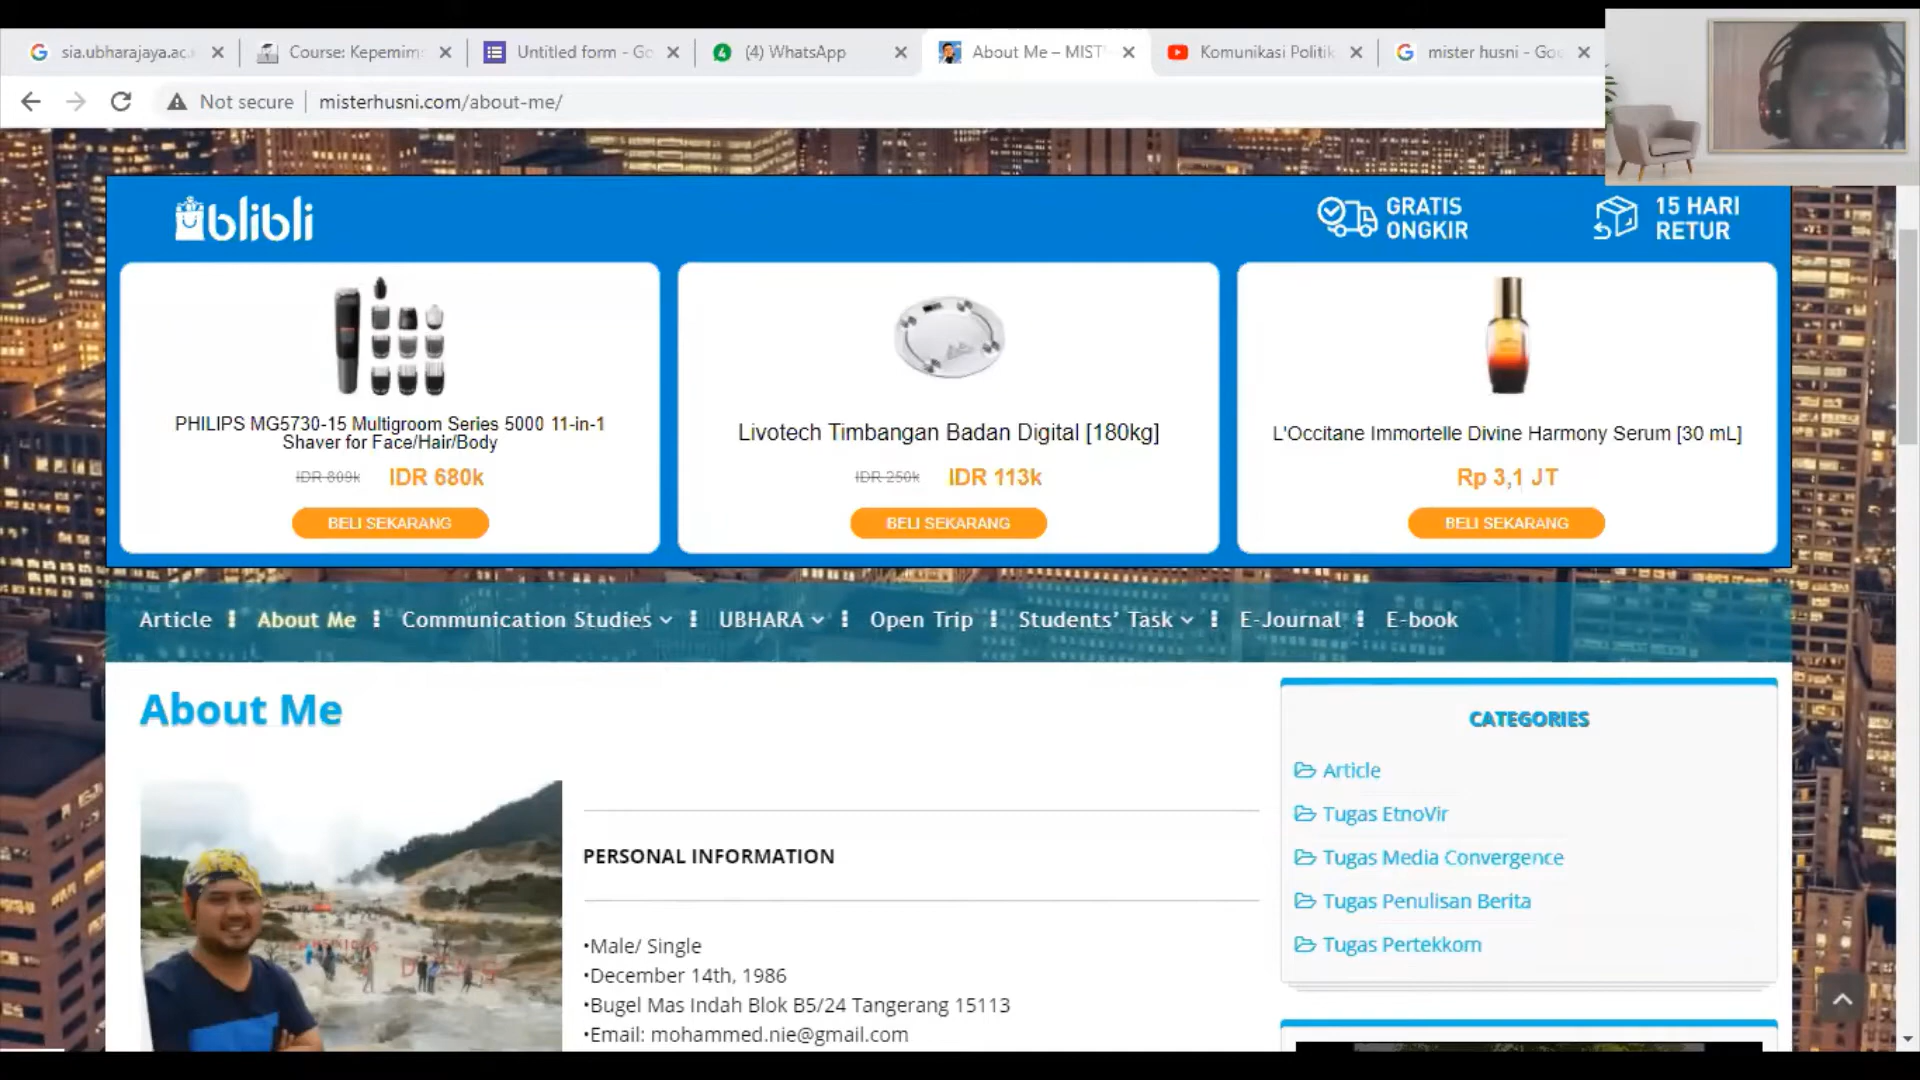 sia.ubharajaya.ac.
Course: Kepemim
Untitled form - Go
(4) WhatsApp
About Me – MIST
Komunikasi Politik
mister husni - Goo
Not secure
misterhusni.com/about-me/
blibli
GRATIS
ONGKIR
15 HARI
RETUR
PHILIPS MG5730-15 Multigroom Series 5000 11-in-1
Shaver for Face/Hair/Body
IDR 809k IDR 680k
BELI SEKARANG
Livotech Timbangan Badan Digital [180kg]
IDR 250k IDR 113k
BELI SEKARANG
L'Occitane Immortelle Divine Harmony Serum [30 mL]
Rp 3,1 JT
BELI SEKARANG
Article About Me Communication Studies UBHARA Open Trip Students’ Task E-Journal E-book
About Me
PERSONAL INFORMATION
•Male/ Single
•December 14th, 1986
•Bugel Mas Indah Blok B5/24 Tangerang 15113
•Email: mohammed.nie@gmail.com
CATEGORIES
Article
Tugas EtnoVir
Tugas Media Convergence
Tugas Penulisan Berita
Tugas Pertekkom